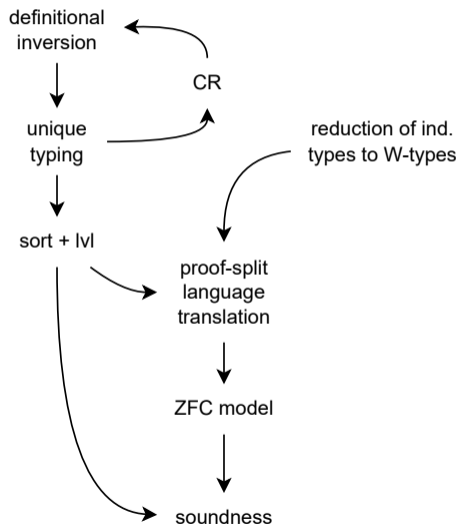 definitional
inversion
CR
unique
typing
reduction of ind.
types to W-types
sort + lvl
proof-split
language
translation
ZFC model
soundness